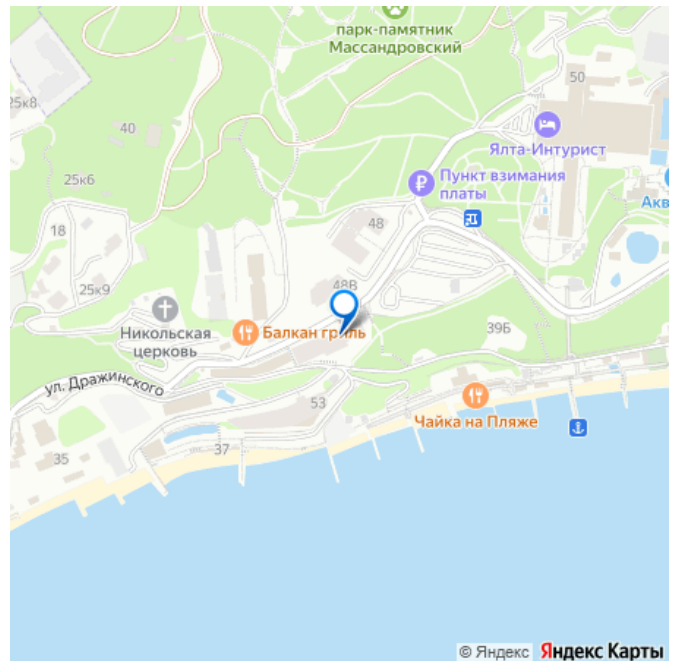 парк-памятник
Массандровский
50
25к8
40
Ялта-Интурист
Пункт взимания
платы
25к6
Акв
48
18
25к9
48В
Никольская
церковь
Балкан гриль
39Б
ул. Дражинского
53
Чайка на Пляже
37
35
© Яндекс Яндекс Карты